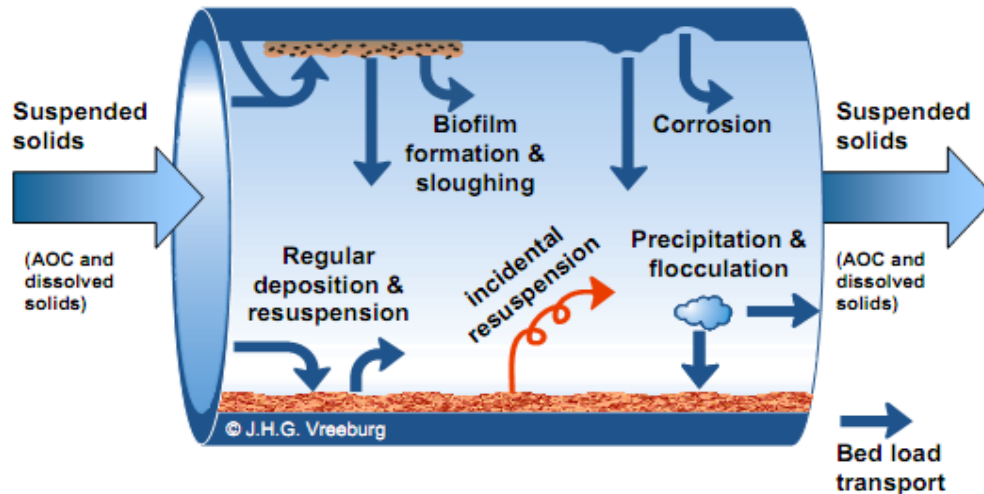 Suspended
solids
(AOC and
dissolved
solids)
Biofilm
formation &
sloughing
Corrosion
Regular
deposition &
resuspension
incidental
resuspension
Precipitation &
flocculation
Suspended
solids
(AOC and
dissolved
solids)
© J.H.G. Vreeburg
Bed load
transport